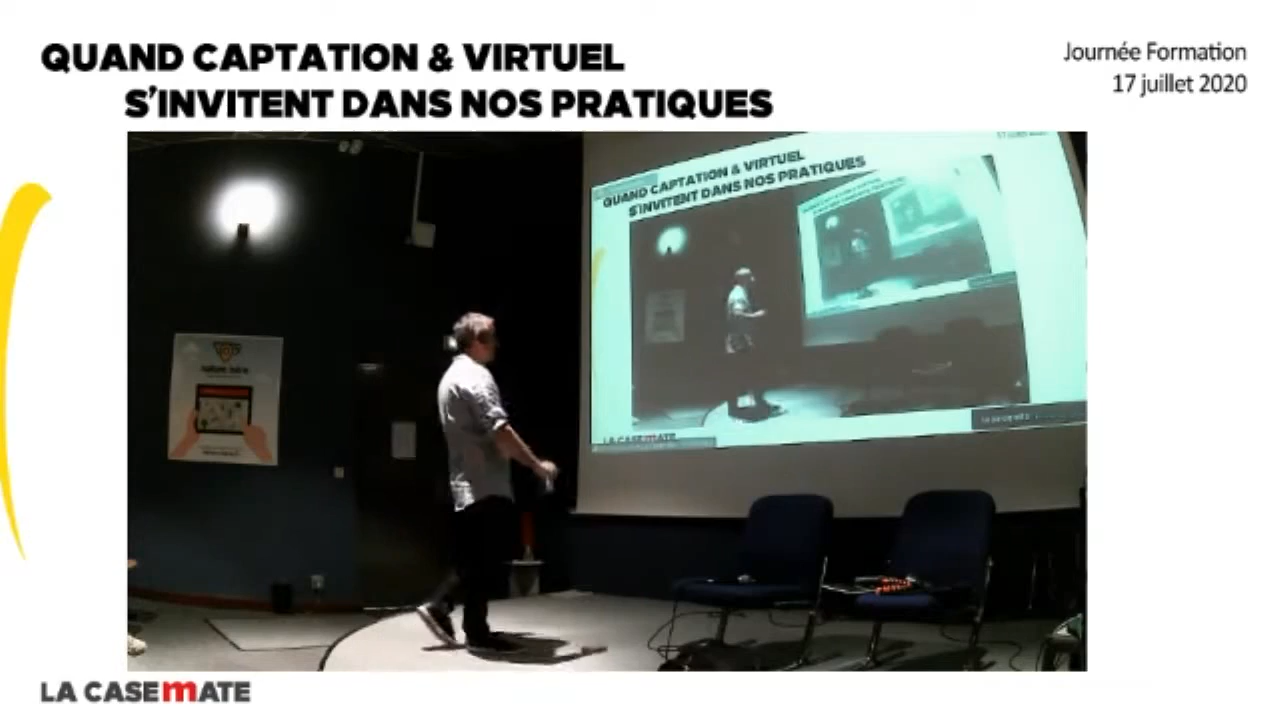 QUAND CAPTATION & VIRTUEL
S'INVITENT DANS NOS PRATIQUES
Journée Formation
17 juillet 2020
QUAND CAPTATION & VIRTUEL
S'INVITENT DANS NOS PRATIQUES
LA CASEMATE
LA CASEMATE